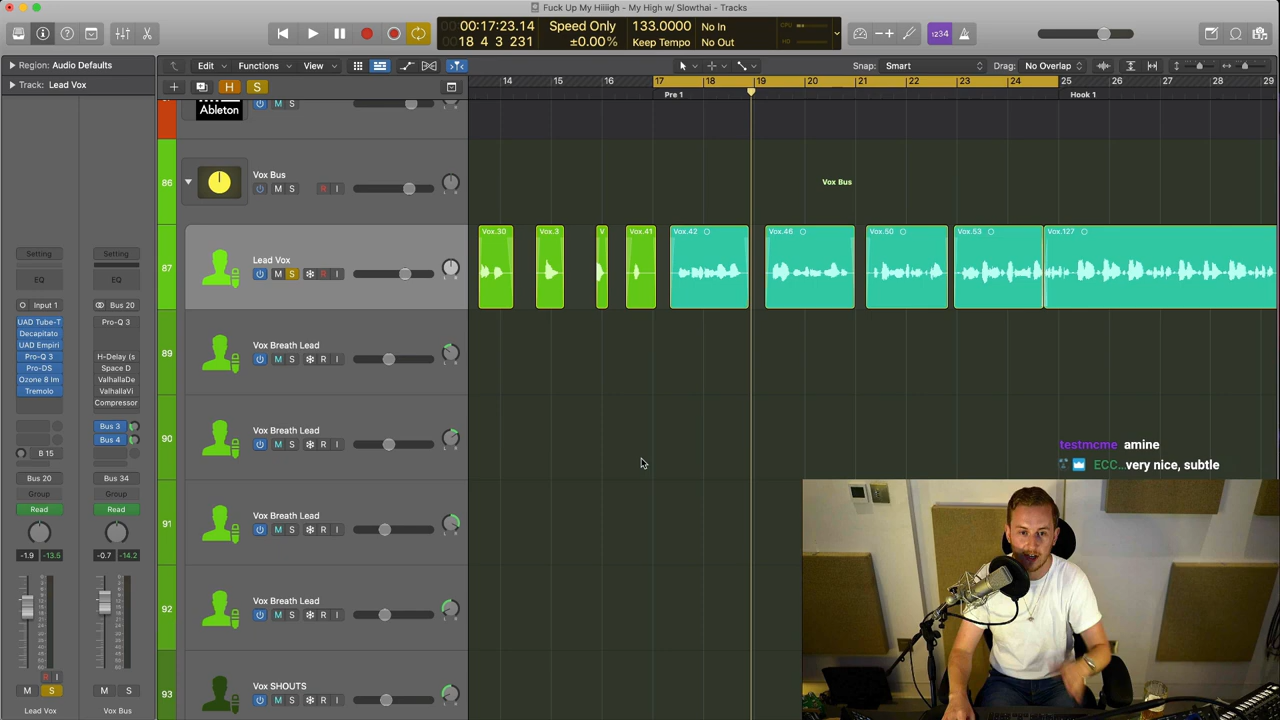 Fuck Up My Hiiiigh - My High w/ Slowthai - Tracks
00:17:23.14
18 4 3 231
Speed Only
±0.00%
133.0000
Keep Tempo
No In
No Out
CPU
HD
1234
Region: Audio Defaults
Edit
Functions
View
Snap: Smart
Drag: No Overlap
Track: Lead Vox
H
S
14 15 16 17 18 19 20 21 22 23 24 25 26 27 28 29
Pre 1
Hook 1
Ableton
M S
86
Vox Bus
M S R I
Vox Bus
87
Lead Vox
M S R I
Vox.30
Vox.3
V
Vox.41
Vox.42
Vox.46
Vox.50
Vox.53
Vox.127
89
Vox Breath Lead
M S R I
90
Vox Breath Lead
M S R I
91
Vox Breath Lead
M S R I
92
Vox Breath Lead
M S R I
93
Vox SHOUTS
M S R I
Setting
Setting
EQ
EQ
Input 1
Bus 20
UAD Tube-T
Pro-Q 3
Decapitato
UAD Empiri
Pro-Q 3
H-Delay (s
Pro-DS
Space D
Ozone 8 Im
ValhallaDe
Tremolo
ValhallaVi
Compressor
Bus 3
Bus 4
B 15
Bus 20
Bus 34
Group
Group
Read
Read
-1.9 -13.5
-0.7 -14.2
R I
M S
M S
Lead Vox
Vox Bus
testmcme amine
ECC...very nice, subtle